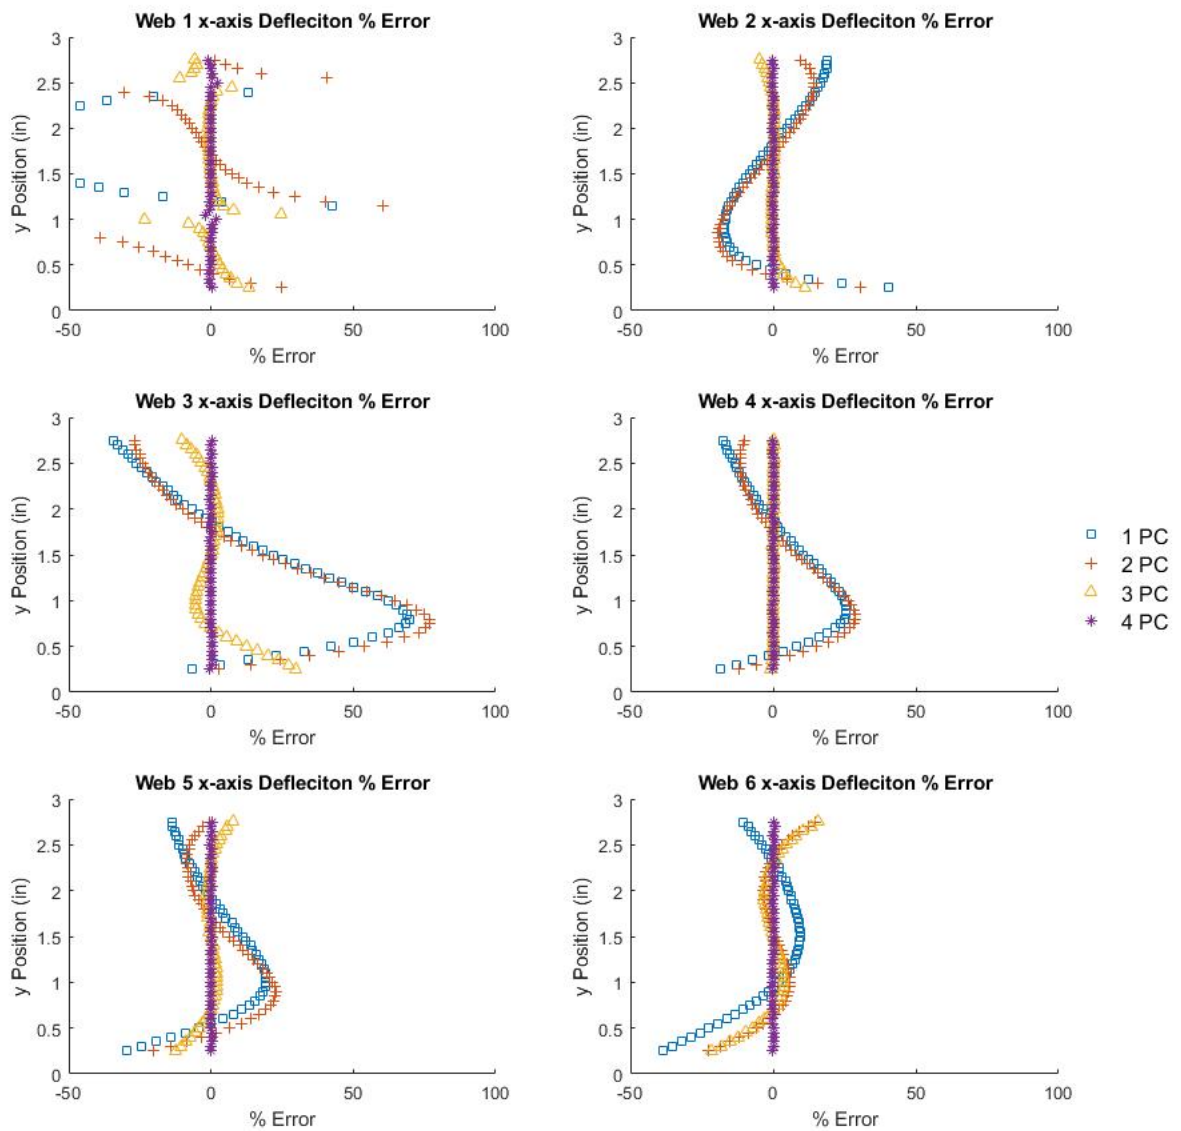 Web 1 x-axis Defleciton % Error
3
2.5
2
1.5
1
0.5
0
y Position (in)
-50 0 50 100
% Error
Web 2 x-axis Defleciton % Error
3
2.5
2
1.5
1
0.5
0
y Position (in)
-50 0 50 100
% Error
Web 3 x-axis Defleciton % Error
3
2.5
2
1.5
1
0.5
0
y Position (in)
-50 0 50 100
% Error
Web 4 x-axis Defleciton % Error
3
2.5
2
1.5
1
0.5
0
y Position (in)
-50 0 50 100
% Error
1 PC
2 PC
3 PC
4 PC
Web 5 x-axis Defleciton % Error
3
2.5
2
1.5
1
0.5
0
y Position (in)
-50 0 50 100
% Error
Web 6 x-axis Defleciton % Error
3
2.5
2
1.5
1
0.5
0
y Position (in)
-50 0 50 100
% Error